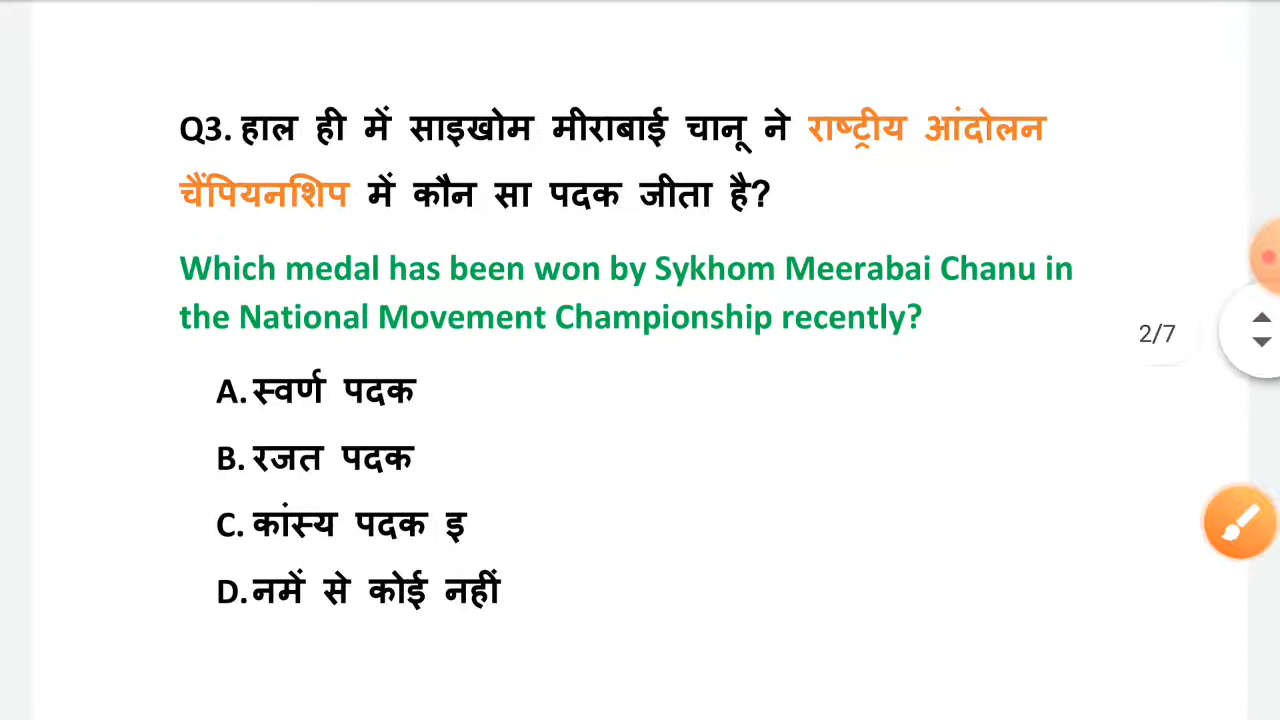 Q3. हाल ही में साइखोम मीराबाई चानू ने राष्ट्रीय आंदोलन
चैंपियनशिप में कौन सा पदक जीता है?
Which medal has been won by Sykhom Meerabai Chanu in
the National Movement Championship recently?
2/7
A. स्वर्ण पदक
B. रजत पदक
C. कांस्य पदक इ
D. नमें से कोई नहीं